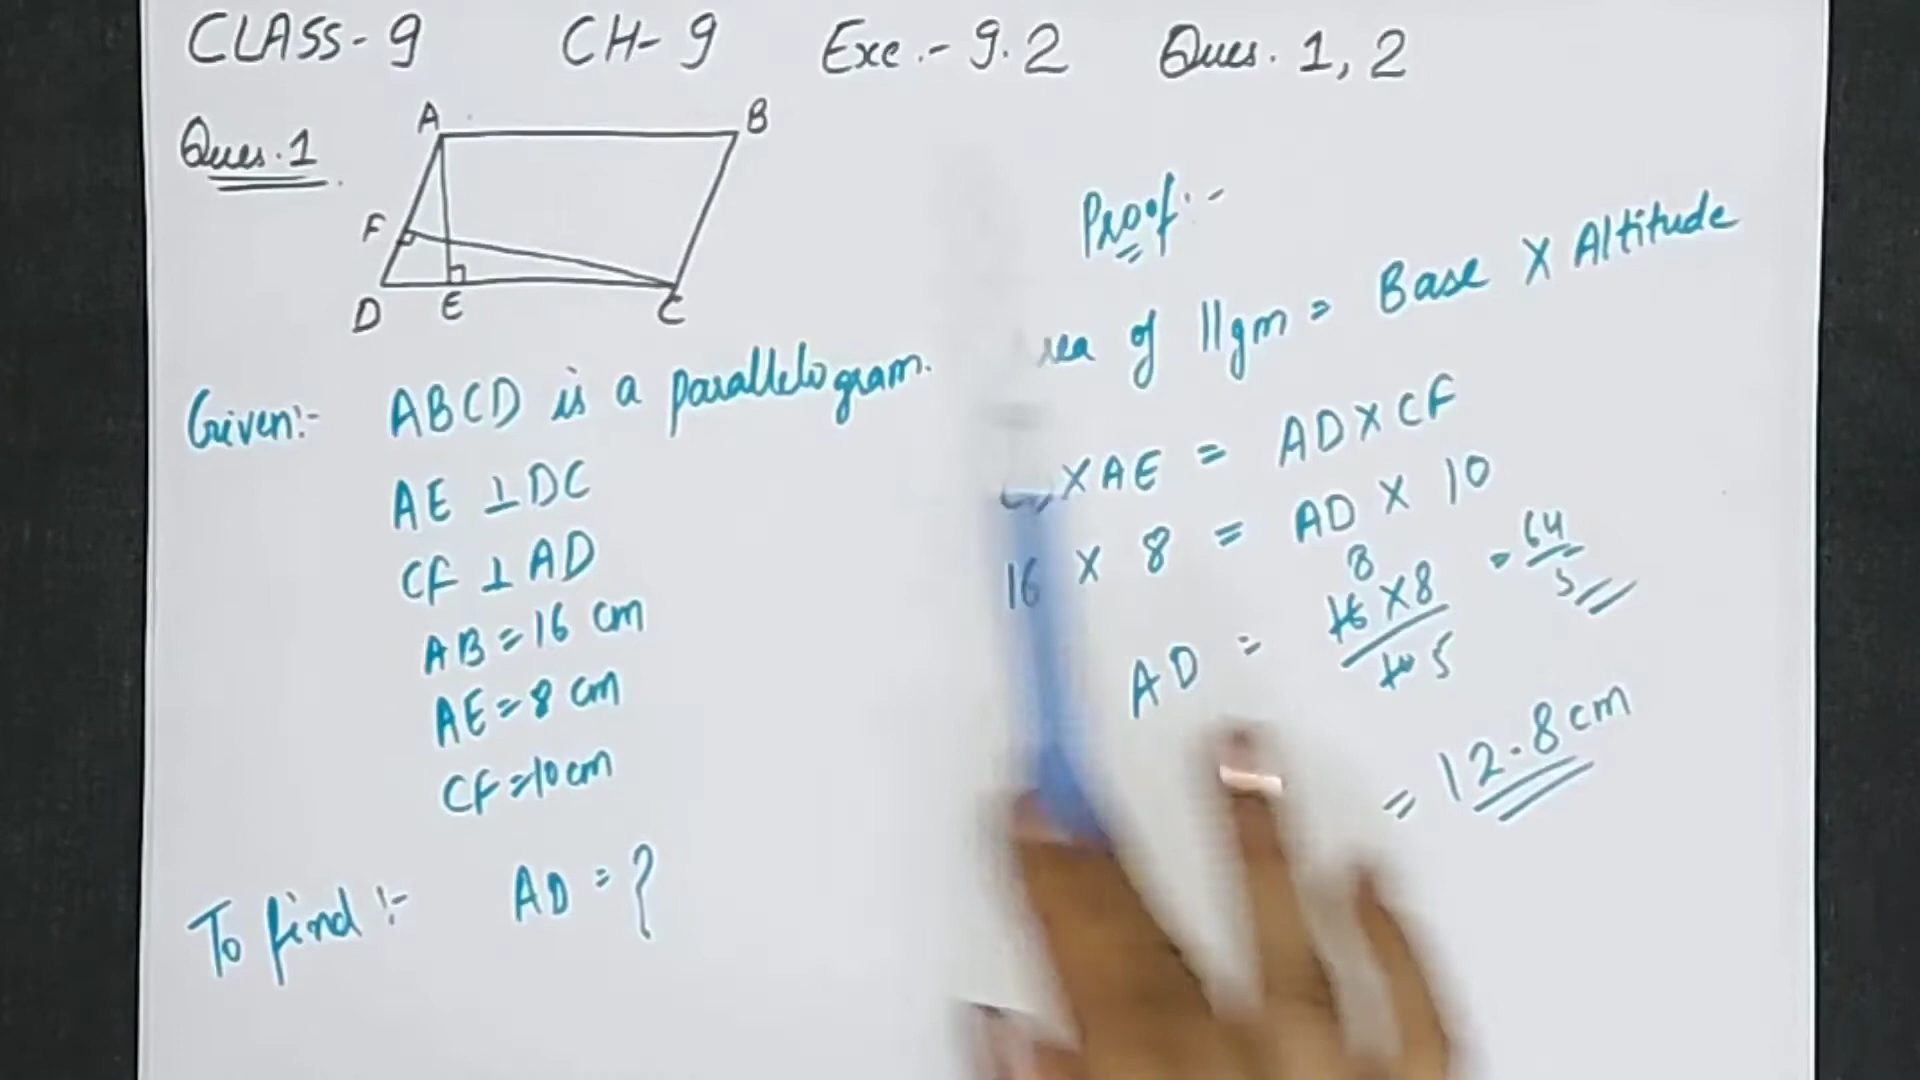 CLASS-9 CH-9 Exe.- 9.2 Ques. 1, 2
Ques.1
A B
F
D E C
Given:- ABCD is a parallelogram.
AE ⊥ DC
CF ⊥ AD
AB = 16 cm
AE = 8 cm
CF = 10 cm
To find :- AD = ?
Proof :-
of ||gm = Base X Altitude
X AE = AD X CF
16 X 8 = AD X 10
8
AD = 16 X 8 = 64
10 5 5
= 12.8 cm